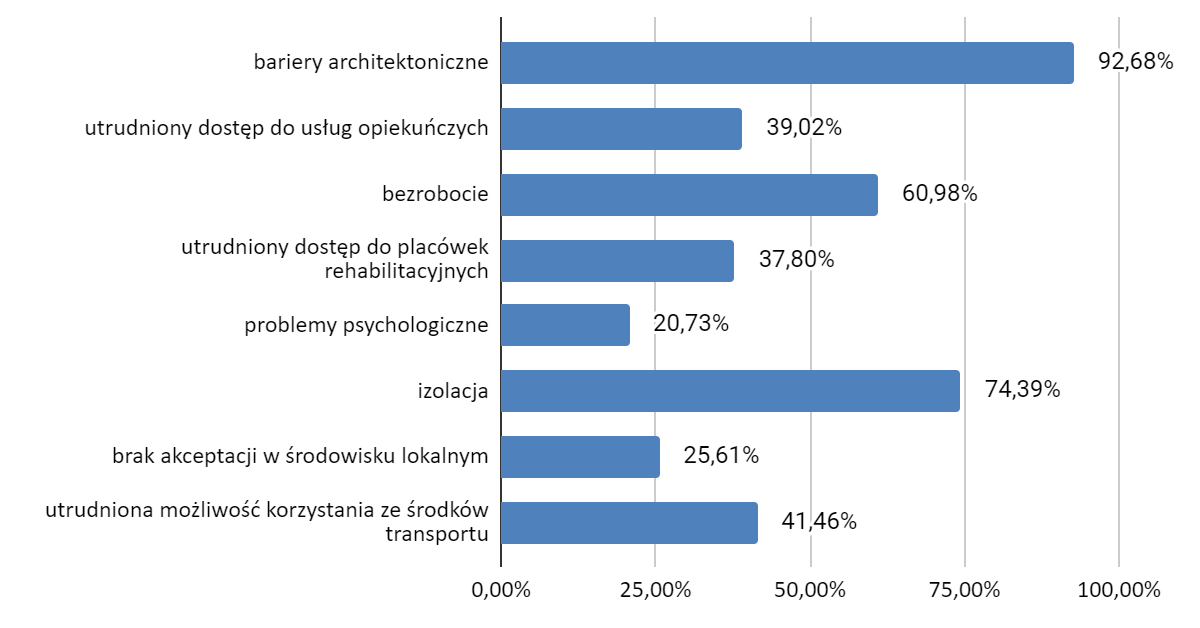 bariery architektoniczne 92,68%
utrudniony dostęp do usług opiekuńczych 39,02%
bezrobocie 60,98%
utrudniony dostęp do placówek
rehabilitacyjnych 37,80%
problemy psychologiczne 20,73%
izolacja 74,39%
brak akceptacji w środowisku lokalnym 25,61%
utrudniona możliwość korzystania ze środków
transportu 41,46%
0,00% 25,00% 50,00% 75,00% 100,00%